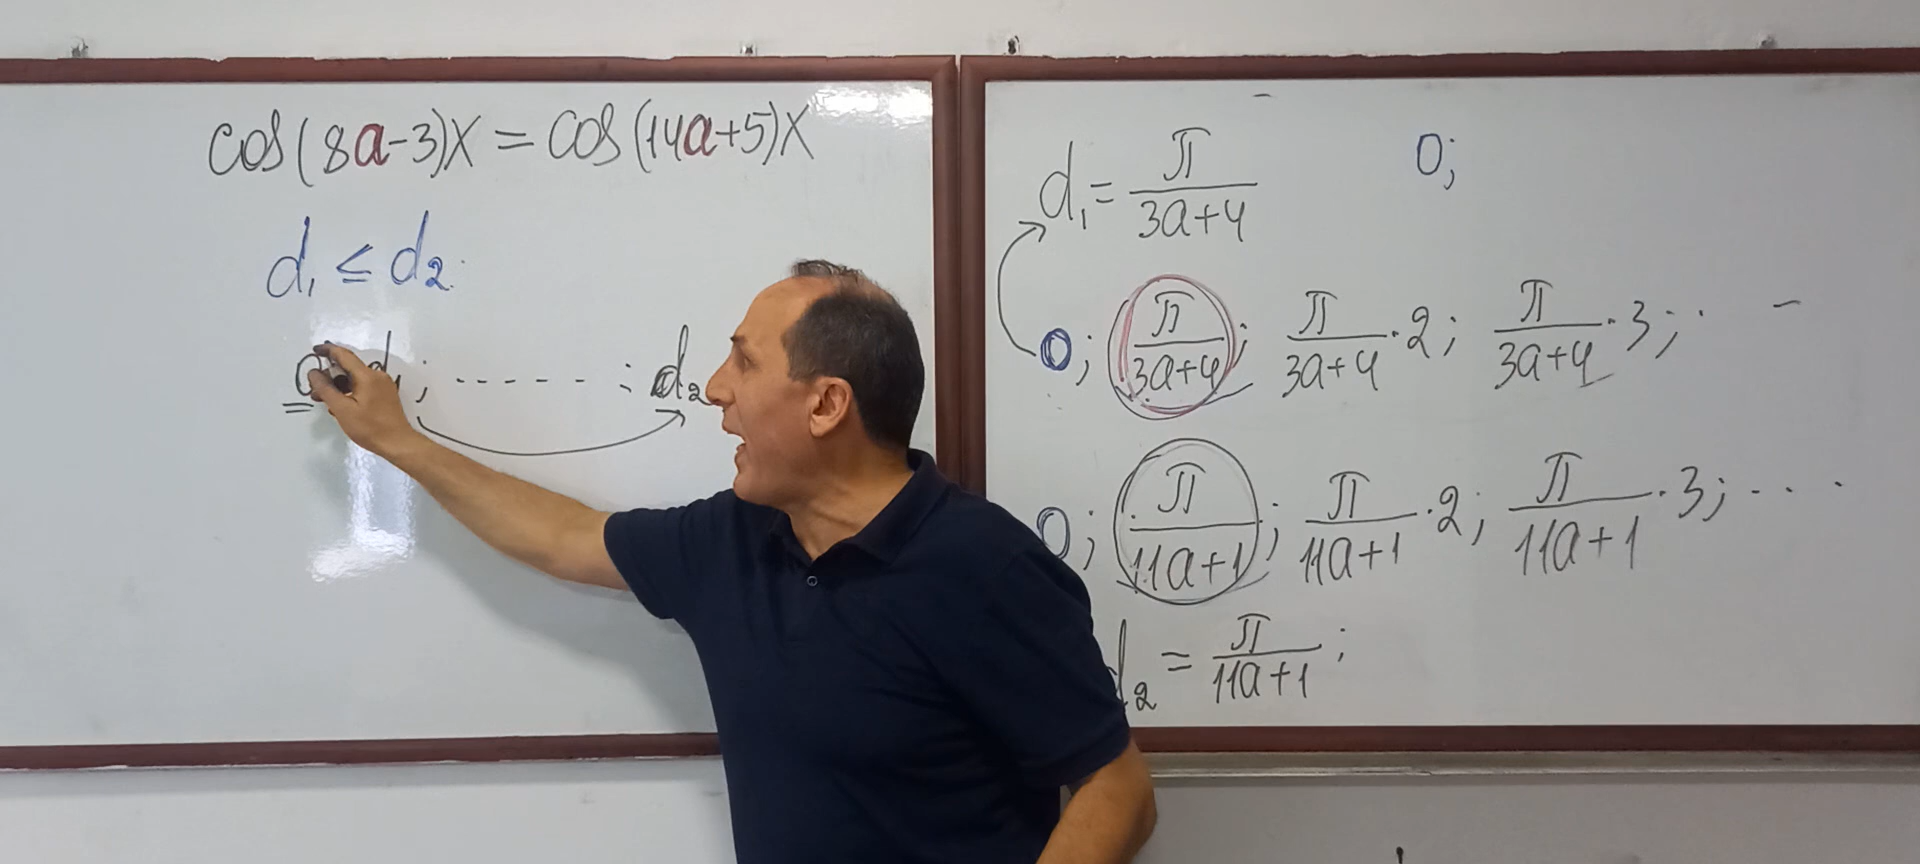 cos(8a-3)x = cos(14a+5)x
d₁ ≤ d₂
0 d₁; ------ ; d₂
d₁ = π/(3a+4)
0;
0; π/(3a+4); π/(3a+4)·2; π/(3a+4)·3; · -
0; π/(11a+1); π/(11a+1)·2; π/(11a+1)·3; ...
d₂ = π/(11a+1);